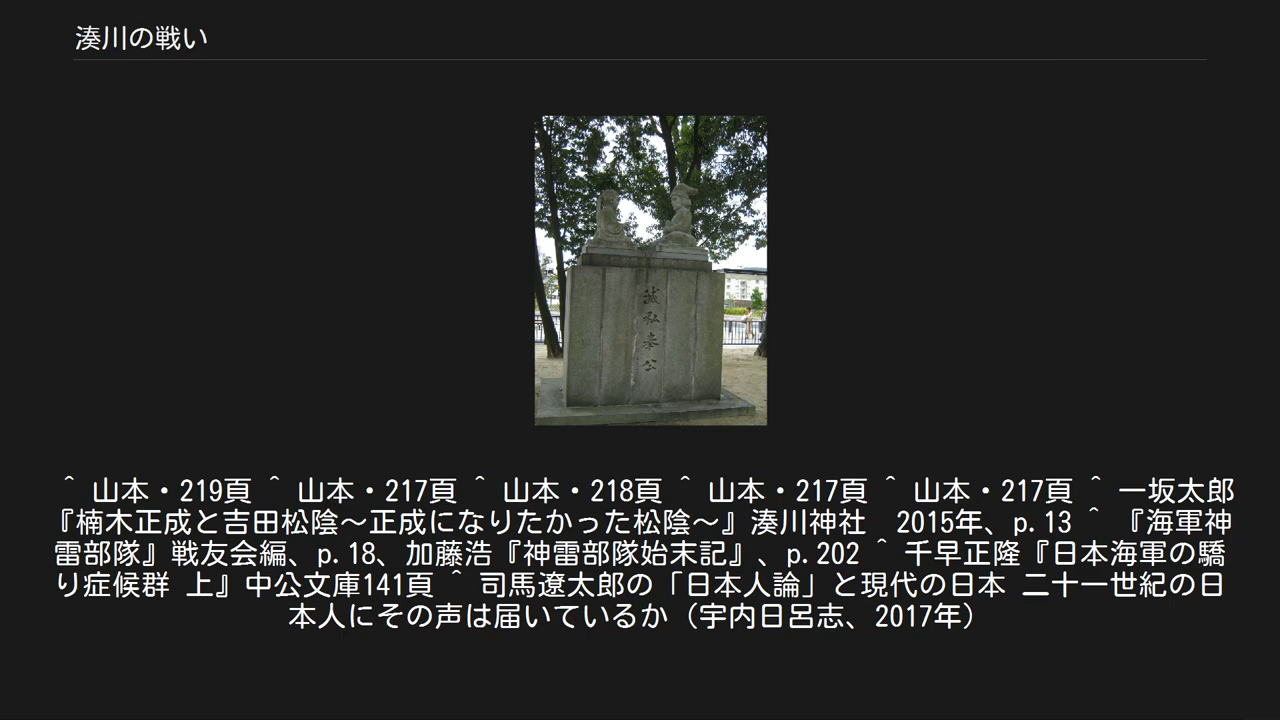 湊川の戦い
滅私奉公
^ 山本・219頁 ^ 山本・217頁 ^ 山本・218頁 ^ 山本・217頁 ^ 山本・217頁 ^ 一坂太郎
『楠木正成と吉田松陰〜正成になりたかった松陰〜』湊川神社　2015年、p.13 ^ 『海軍神
雷部隊』戦友会編、p.18、加藤浩『神雷部隊始末記』、p.202 ^ 千早正隆『日本海軍の驕
り症候群 上』中公文庫141頁 ^ 司馬遼太郎の「日本人論」と現代の日本 二十一世紀の日
本人にその声は届いているか（宇内日呂志、2017年）